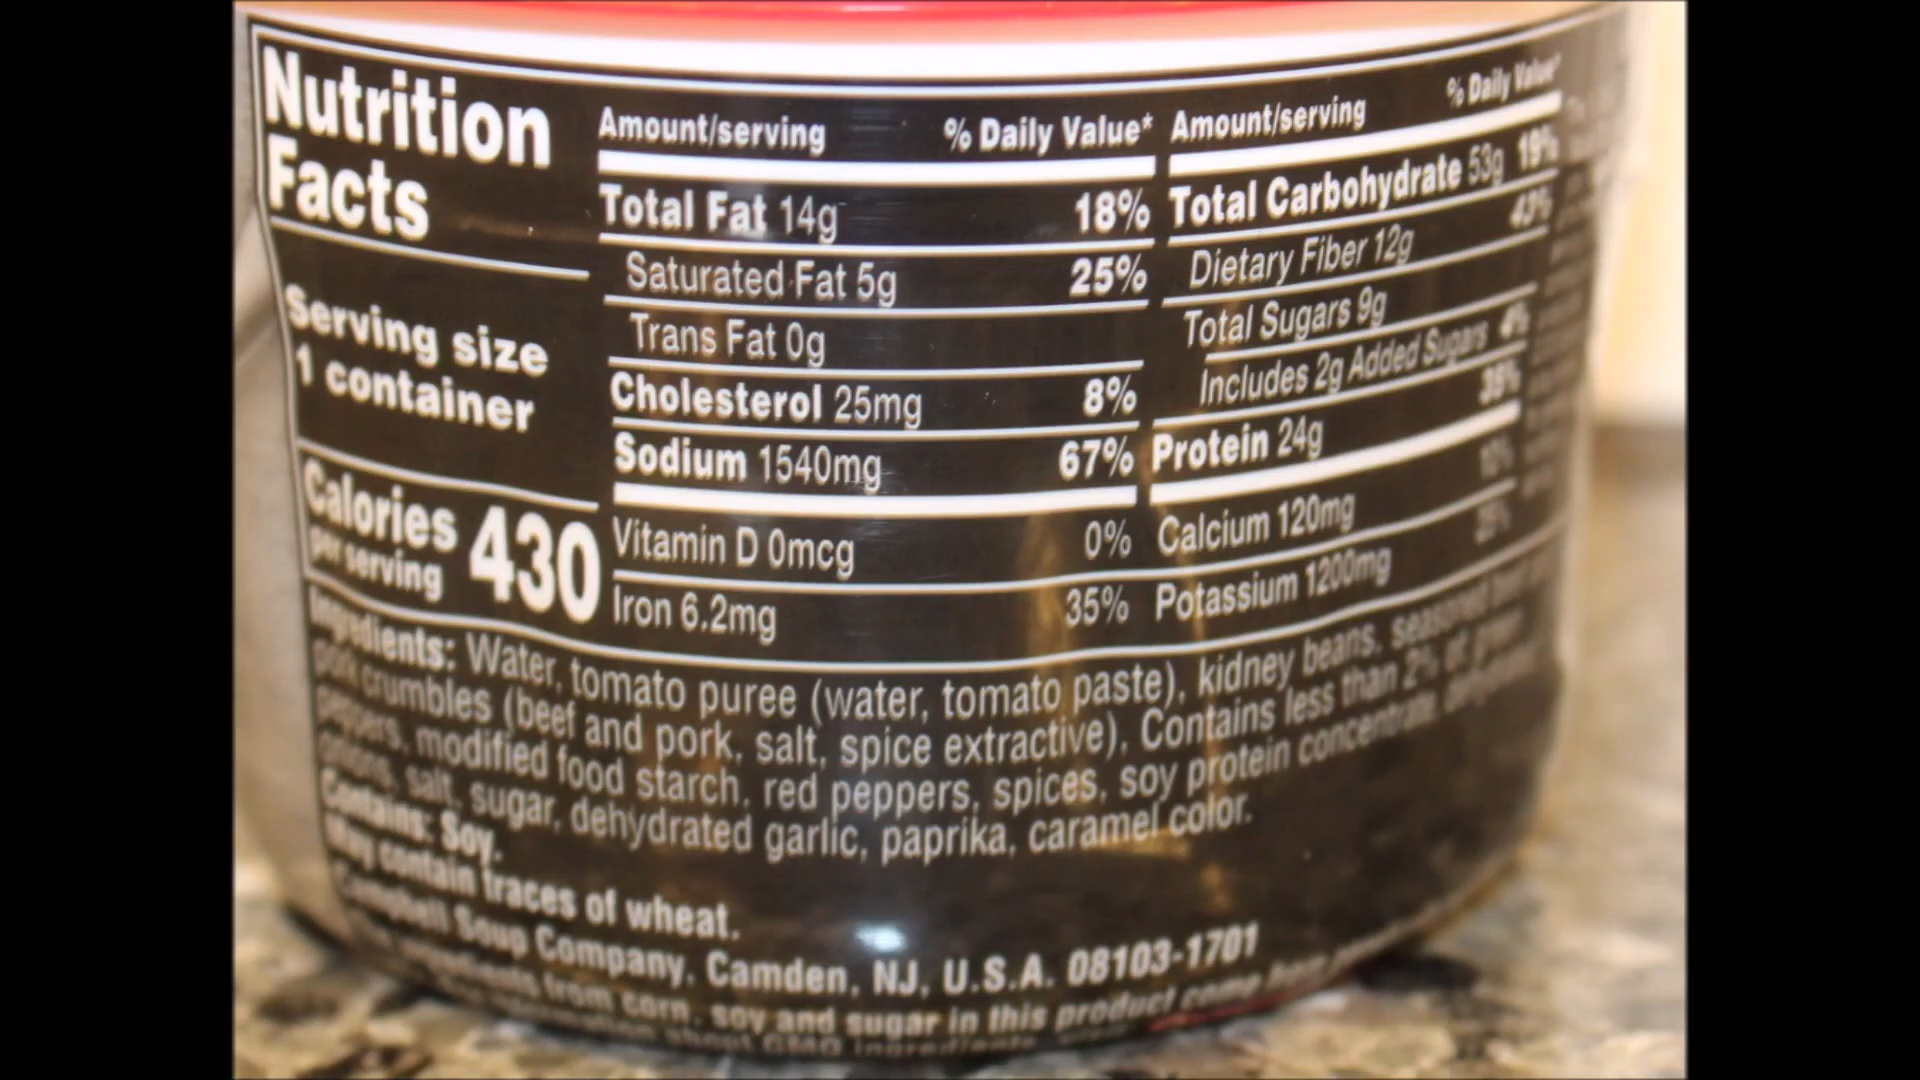 Nutrition
Facts
Serving size
1 container
Calories
per serving
430
Amount/serving % Daily Value*
Total Fat 14g 18%
Saturated Fat 5g 25%
Trans Fat 0g
Cholesterol 25mg 8%
Sodium 1540mg 67%
Vitamin D 0mcg 0%
Iron 6.2mg 35%
Amount/serving % Daily Value*
Total Carbohydrate 53g 19%
Dietary Fiber 12g 43%
Total Sugars 9g
Includes 2g Added Sugars 4%
Protein 24g
Calcium 120mg
Potassium 1200mg
Ingredients: Water, tomato puree (water, tomato paste), kidney beans, seasoned
pork crumbles (beef and pork, salt, spice extractive), Contains less than 2% of
peppers, modified food starch, red peppers, spices, soy protein concentrate,
onions, salt, sugar, dehydrated garlic, paprika, caramel color.
Contains: Soy.
May contain traces of wheat.
Campbell Soup Company, Camden, NJ, U.S.A. 08103-1701
from corn, soy and sugar in this product come from
about GMO ingredients